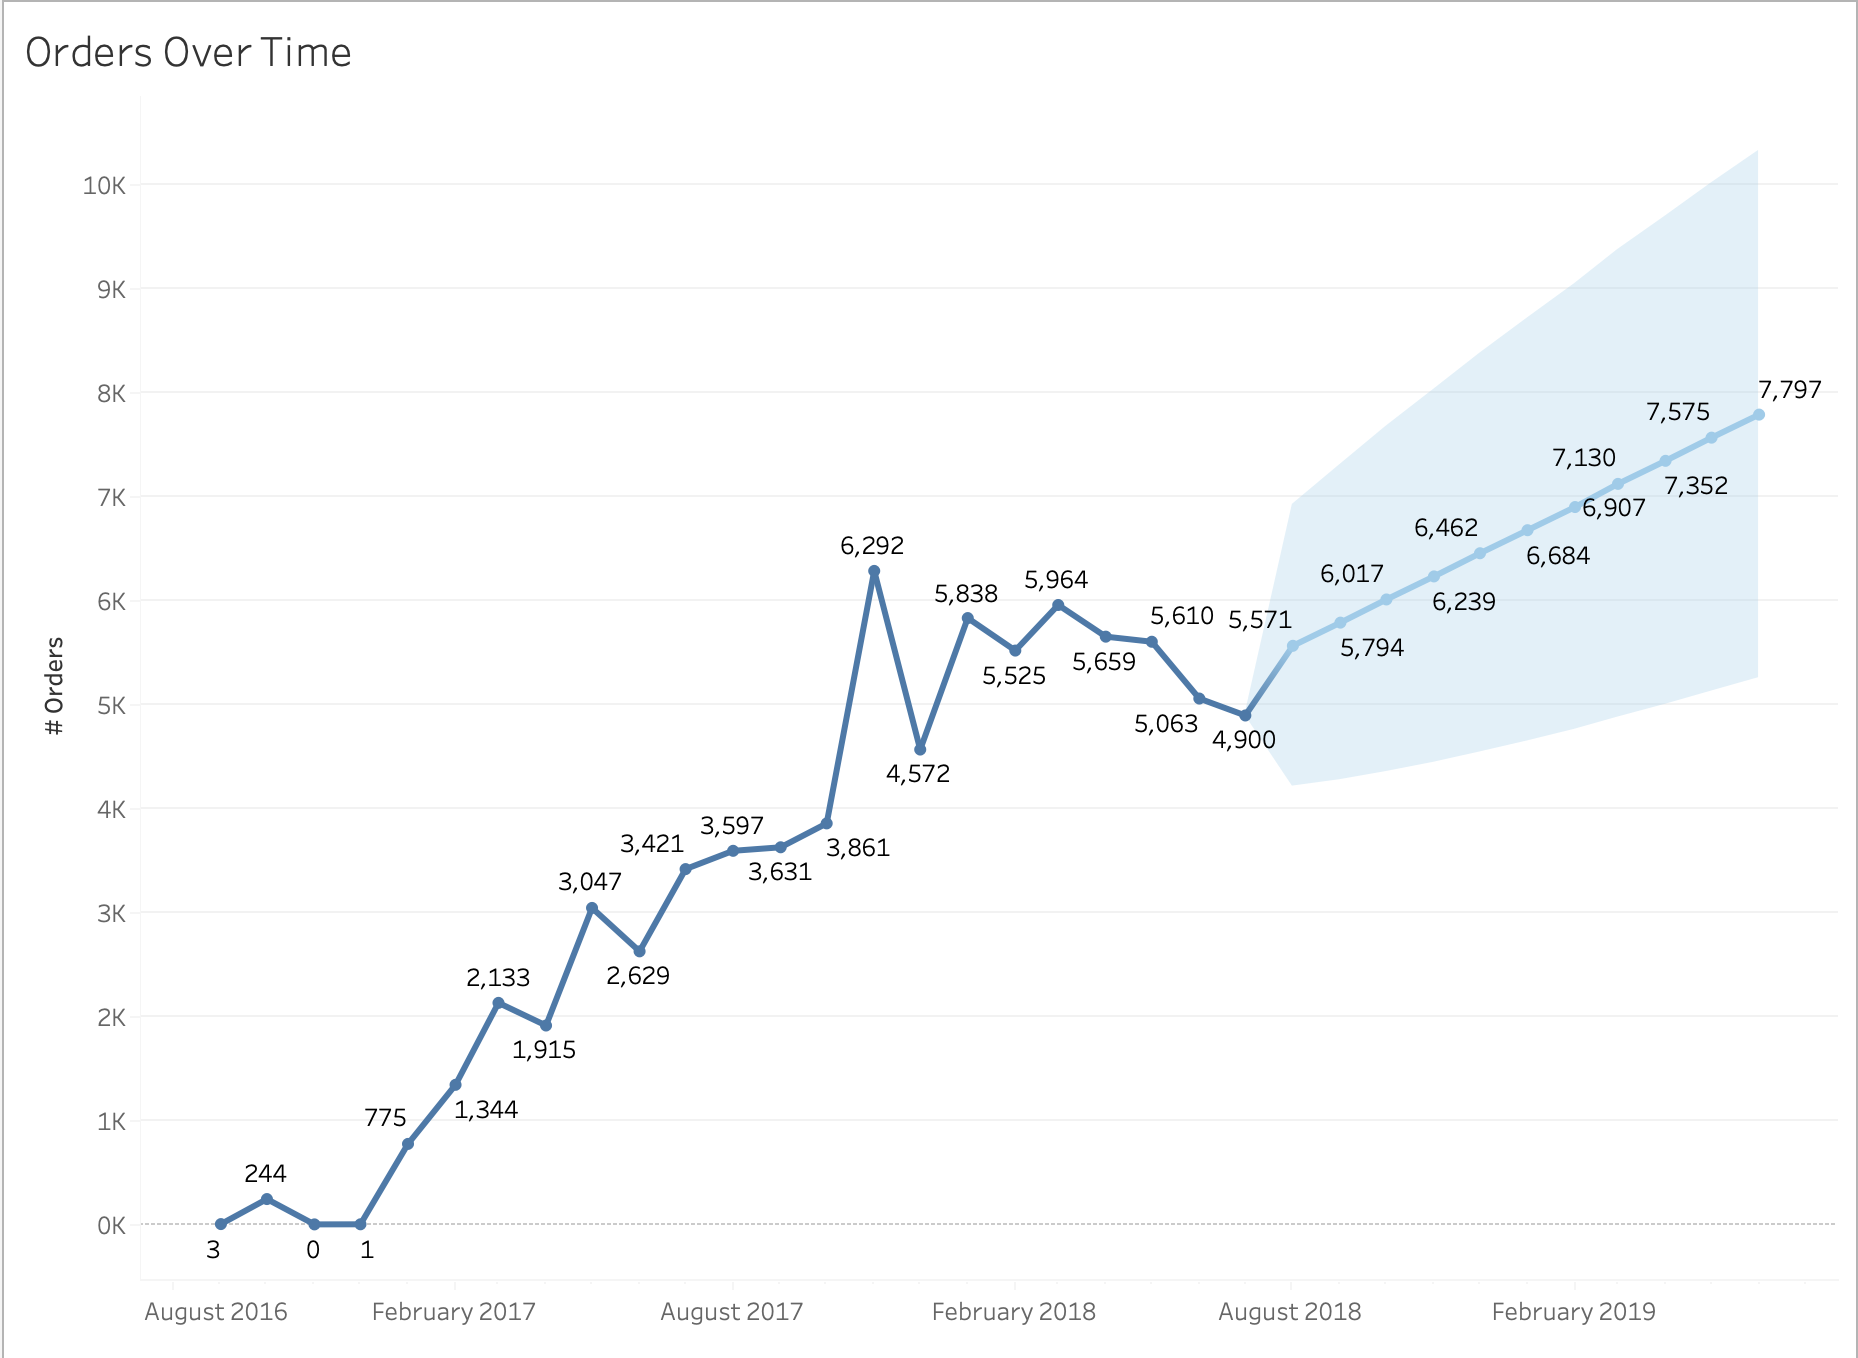 Orders Over Time
# Orders
10K
9K
8K
7K
6K
5K
4K
3K
2K
1K
0K
3
244
0
1
775
1,344
2,133
1,915
3,047
2,629
3,421
3,597
3,631
3,861
6,292
4,572
5,838
5,525
5,964
5,659
5,610
5,063
4,900
5,571
5,794
6,017
6,239
6,462
6,684
6,907
7,130
7,352
7,575
7,797
August 2016
February 2017
August 2017
February 2018
August 2018
February 2019